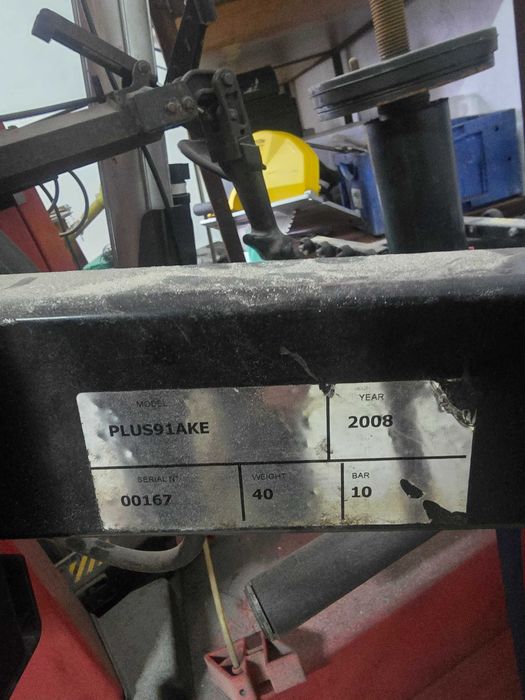 MODEL
YEAR
PLUS91AKE
2008
SERIAL N°
WEIGHT
BAR
00167
40
10